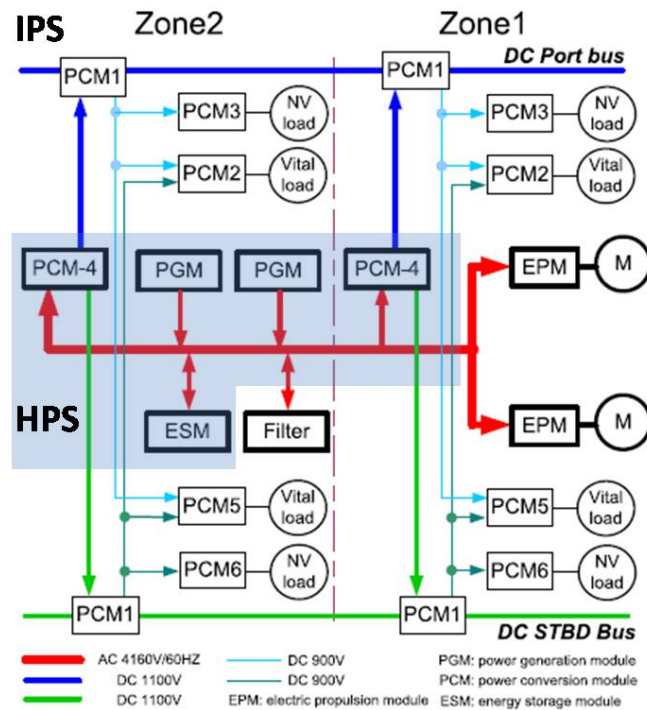 IPS Zone2 Zone1
DC Port bus
PCM1 PCM1
PCM3 NV load PCM3 NV load
PCM2 Vital load PCM2 Vital load
PCM-4 PGM PGM PCM-4 EPM M
HPS ESM Filter EPM M
PCM5 Vital load PCM5 Vital load
PCM6 NV load PCM6 NV load
PCM1 PCM1
DC STBD Bus
AC 4160V/60HZ DC 900V PGM: power generation module
DC 1100V DC 900V PCM: power conversion module
DC 1100V EPM: electric propulsion module ESM: energy storage module